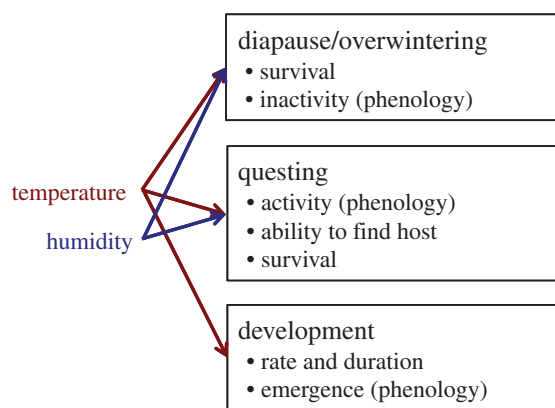 diapause/overwintering
• survival
• inactivity (phenology)
temperature
humidity
questing
• activity (phenology)
• ability to find host
• survival
development
• rate and duration
• emergence (phenology)